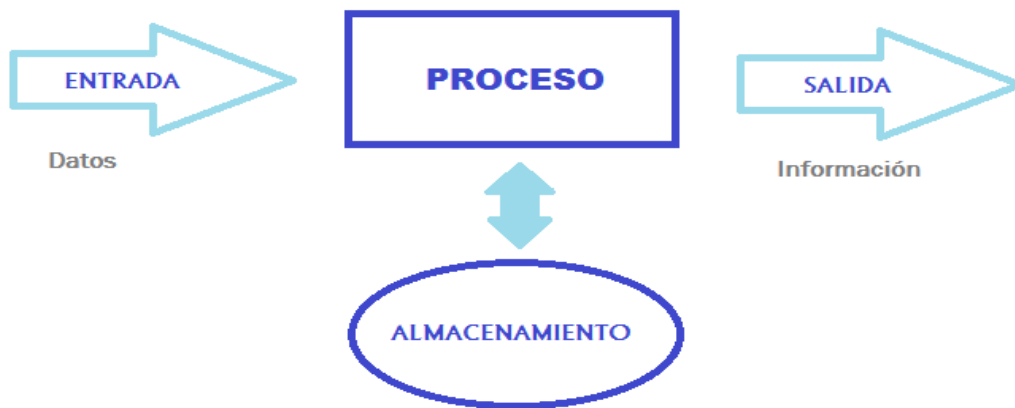 ENTRADA
Datos
PROCESO
SALIDA
Información
ALMACENAMIENTO